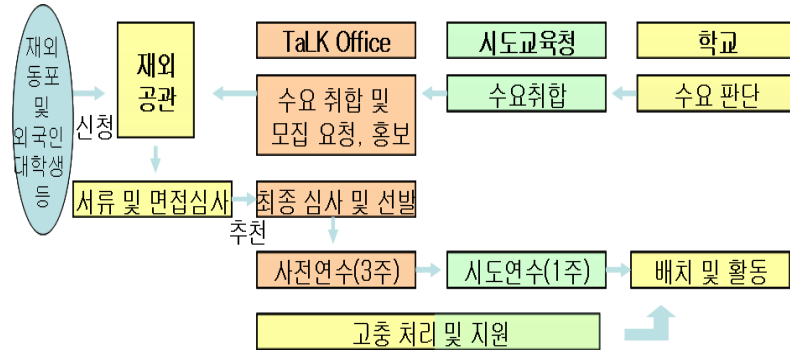 재외
동포
및
외국인
대학생
등
신청
재외
공관
TaLK Office
시도교육청
학교
수요 취합 및
모집 요청, 홍보
수요취합
수요 판단
서류 및 면접심사
추천
최종 심사 및 선발
사전연수(3주)
시도연수(1주)
배치 및 활동
고충 처리 및 지원